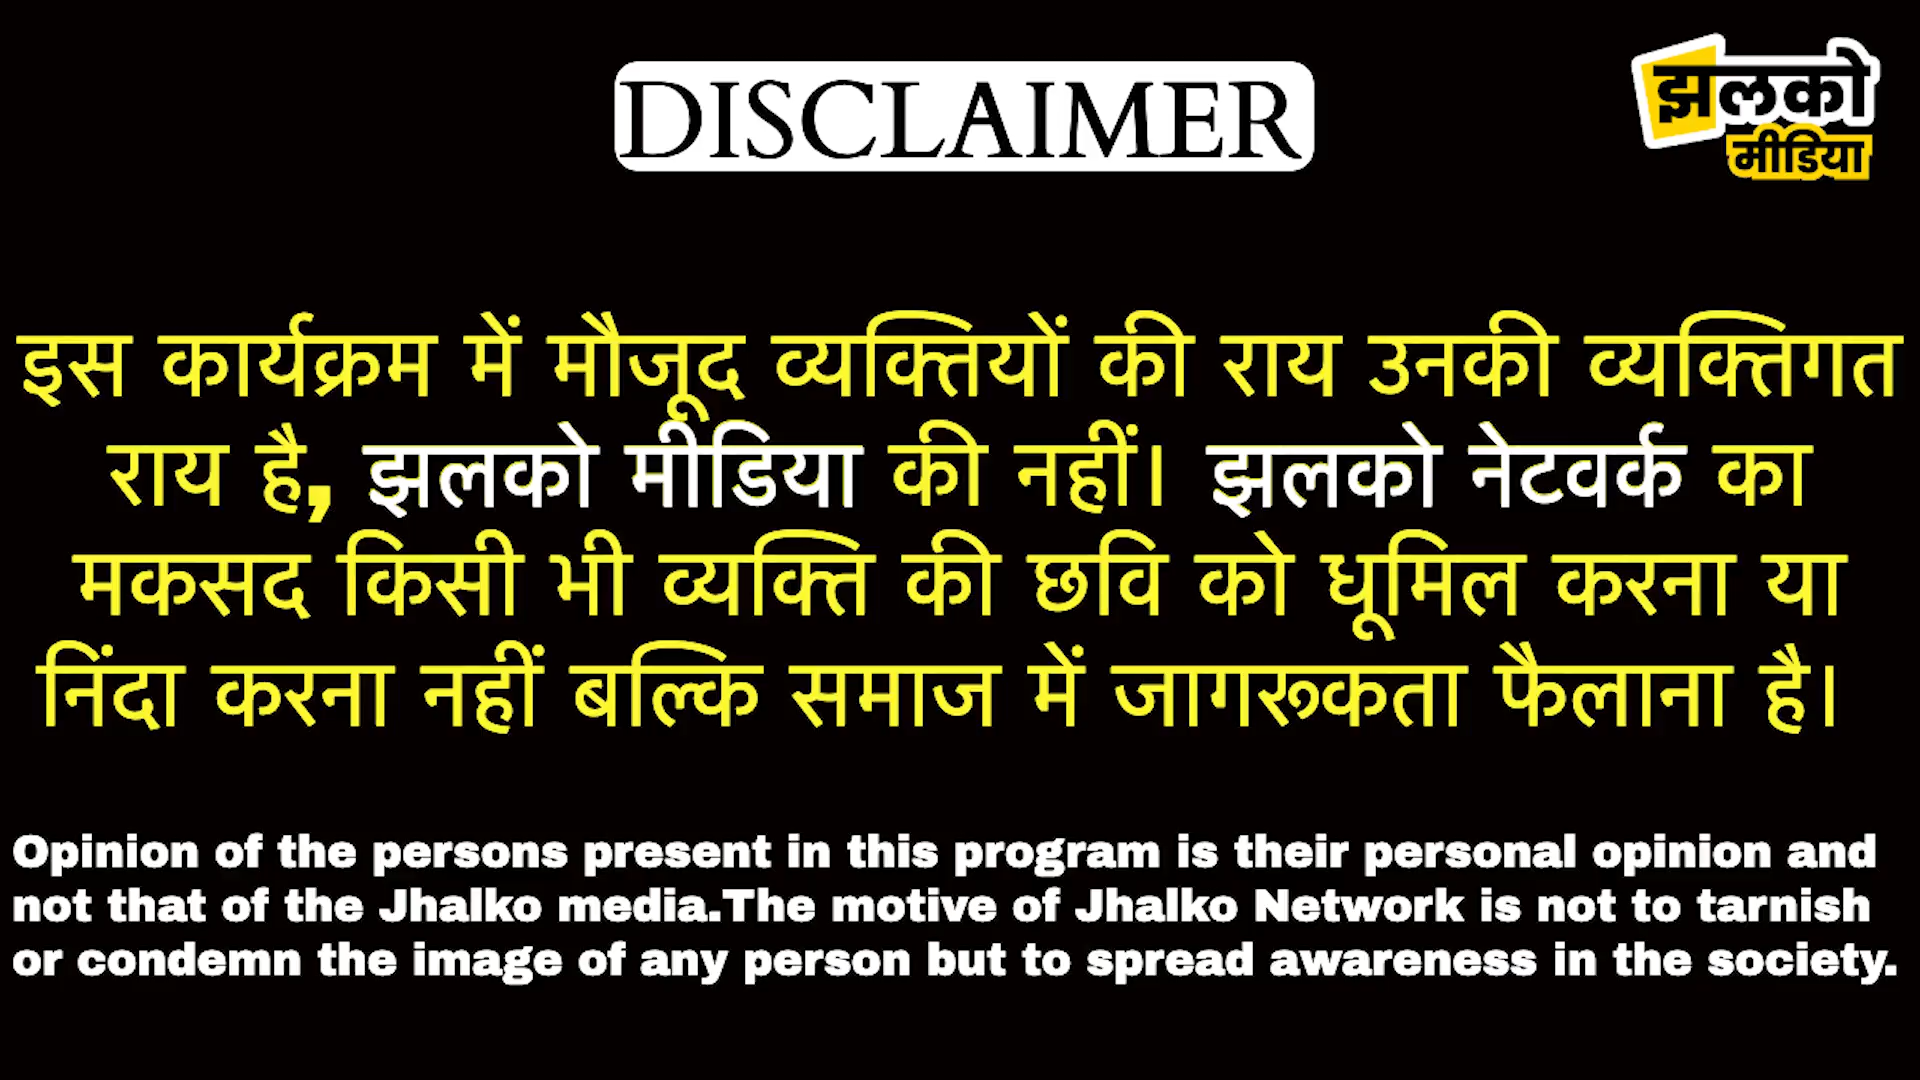 DISCLAIMER
झलको
मीडिया
इस कार्यक्रम में मौजूद व्यक्तियों की राय उनकी व्यक्तिगत
राय है, झलको मीडिया की नहीं। झलको नेटवर्क का
मकसद किसी भी व्यक्ति की छवि को धूमिल करना या
निंदा करना नहीं बल्कि समाज में जागरूकता फैलाना है।
Opinion of the persons present in this program is their personal opinion and
not that of the Jhalko media.The motive of Jhalko Network is not to tarnish
or condemn the image of any person but to spread awareness in the society.